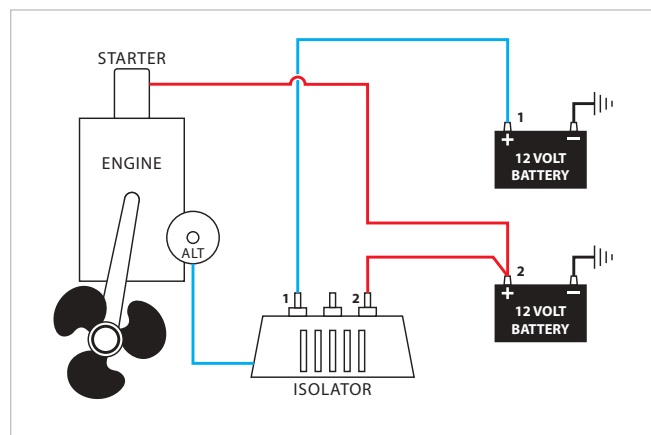 STARTER
ENGINE
ALT
1
+ −
12 VOLT
BATTERY
2
+ −
12 VOLT
BATTERY
1
2
ISOLATOR